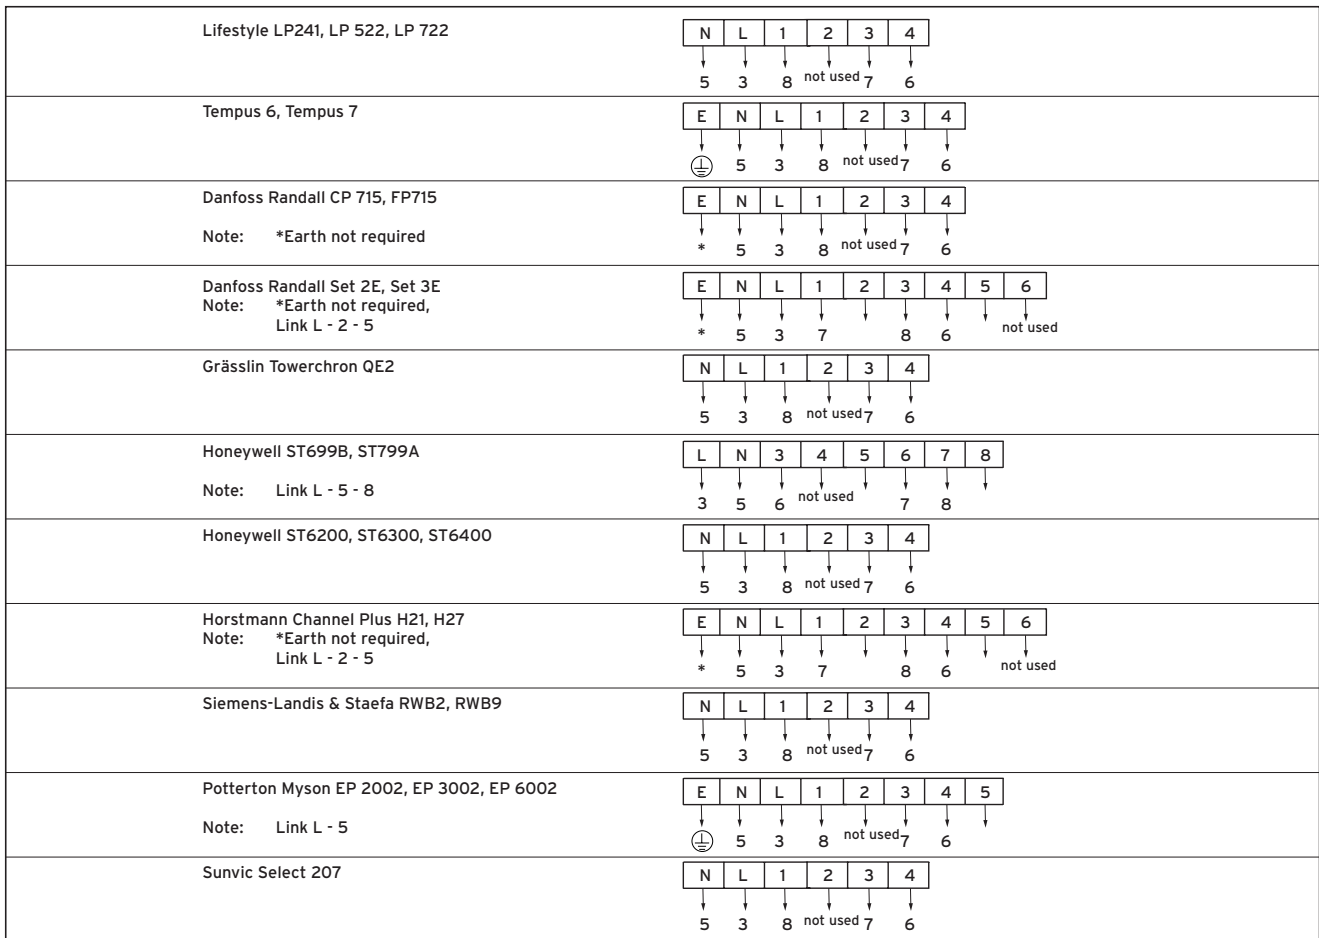 Lifestyle LP241, LP 522, LP 722
N L 1 2 3 4
5 3 8 not used 7 6
Tempus 6, Tempus 7
E N L 1 2 3 4
5 3 8 not used 7 6
Danfoss Randall CP 715, FP715
Note: *Earth not required
E N L 1 2 3 4
* 5 3 8 not used 7 6
Danfoss Randall Set 2E, Set 3E
Note: *Earth not required,
Link L - 2 - 5
E N L 1 2 3 4 5 6
* 5 3 7 8 6 not used
Grässlin Towerchron QE2
N L 1 2 3 4
5 3 8 not used 7 6
Honeywell ST699B, ST799A
Note: Link L - 5 - 8
L N 3 4 5 6 7 8
3 5 6 not used 7 8
Honeywell ST6200, ST6300, ST6400
N L 1 2 3 4
5 3 8 not used 7 6
Horstmann Channel Plus H21, H27
Note: *Earth not required,
Link L - 2 - 5
E N L 1 2 3 4 5 6
* 5 3 7 8 6 not used
Siemens-Landis & Staefa RWB2, RWB9
N L 1 2 3 4
5 3 8 not used 7 6
Potterton Myson EP 2002, EP 3002, EP 6002
Note: Link L - 5
E N L 1 2 3 4 5
5 3 8 not used 7 6
Sunvic Select 207
N L 1 2 3 4
5 3 8 not used 7 6